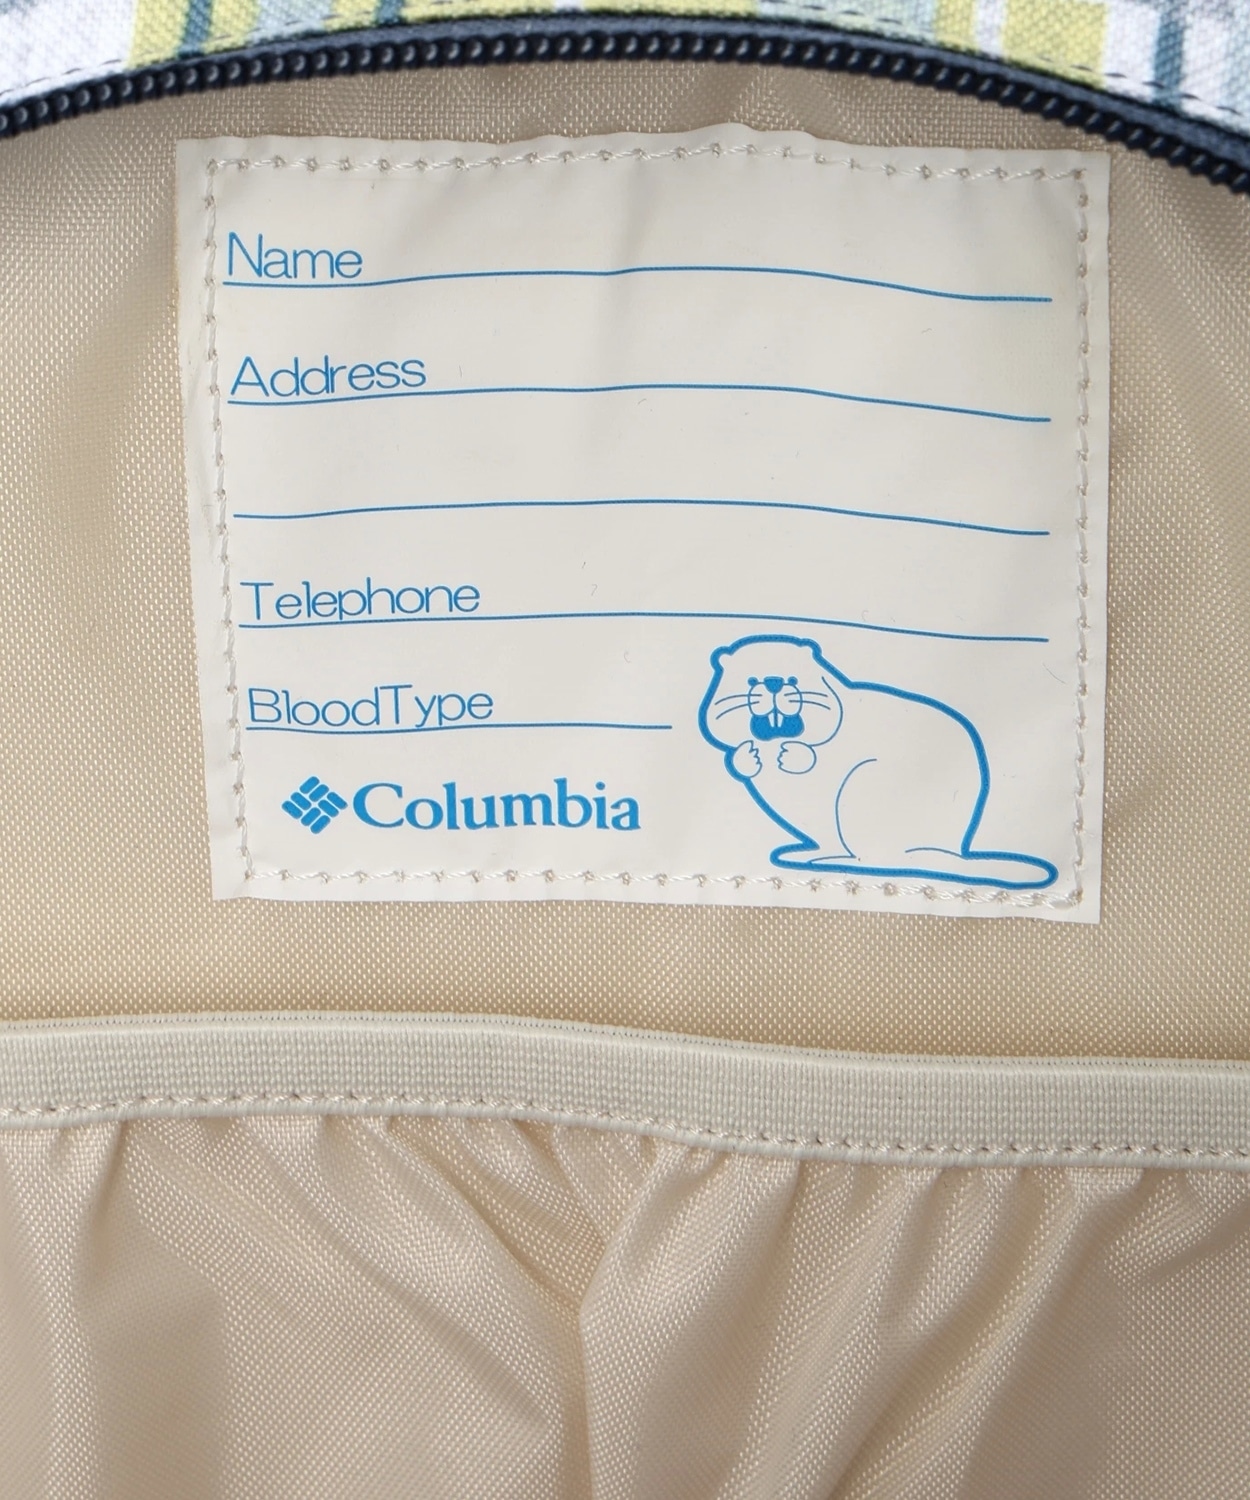 Name
Address
Telephone
BloodType
Columbia